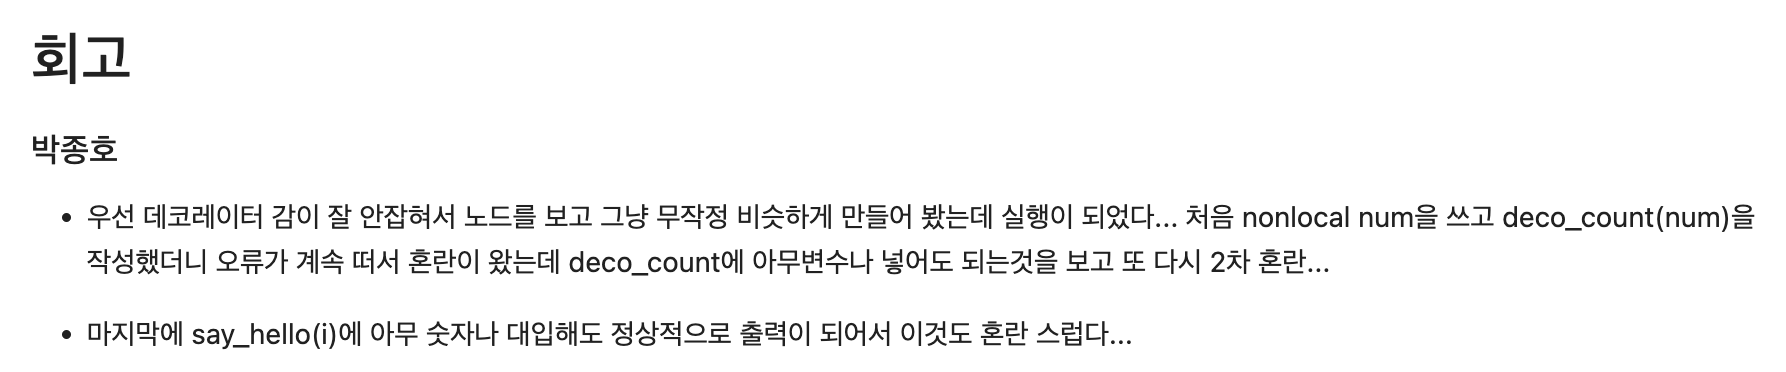 회고
박종호
• 우선 데코레이터 감이 잘 안잡혀서 노드를 보고 그냥 무작정 비슷하게 만들어 봤는데 실행이 되었다... 처음 nonlocal num을 쓰고 deco_count(num)을
작성했더니 오류가 계속 떠서 혼란이 왔는데 deco_count에 아무변수나 넣어도 되는것을 보고 또 다시 2차 혼란...
• 마지막에 say_hello(i)에 아무 숫자나 대입해도 정상적으로 출력이 되어서 이것도 혼란 스럽다...